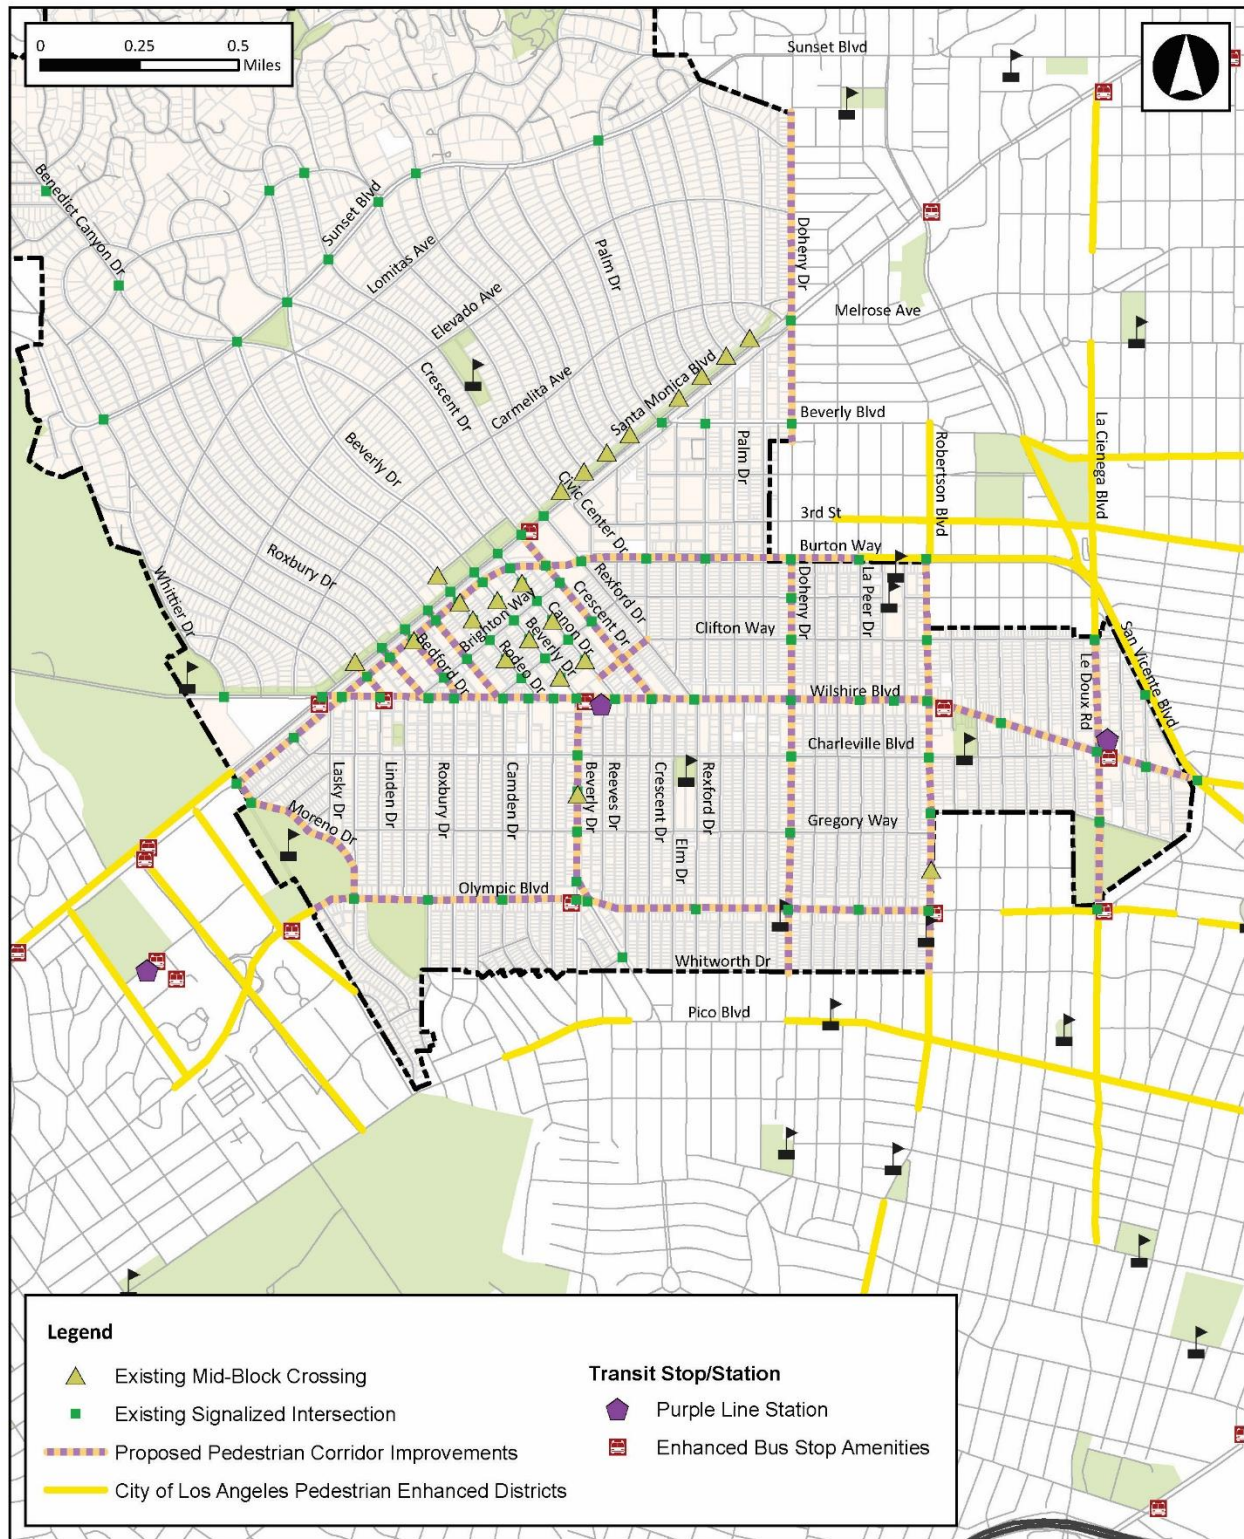 0 0.25 0.5
Miles
Sunset Blvd
Benedict Canyon Dr
Sunset Blvd
Lomitas Ave
Palm Dr
Doheny Dr
Elevado Ave
Melrose Ave
Crescent Dr
Carmelita Ave
Santa Monica Blvd
Beverly Blvd
Beverly Dr
Palm Dr
Robertson Blvd
La Cienega Blvd
Civic Center Dr
3rd St
Burton Way
Roxbury Dr
Whittier Dr
Rexford Dr
Crescent Dr
Brighton Way
Canon Dr
Beverly Dr
Rodeo Dr
Bedford Dr
Clifton Way
Doheny Dr
La Peer Dr
San Vicente Blvd
Le Doux Rd
Wilshire Blvd
Charleville Blvd
Lasky Dr
Linden Dr
Roxbury Dr
Camden Dr
Beverly Dr
Reeves Dr
Crescent Dr
Rexford Dr
Moreno Dr
Elm Dr
Gregory Way
Olympic Blvd
Whitworth Dr
Pico Blvd
Legend
Existing Mid-Block Crossing
Existing Signalized Intersection
Proposed Pedestrian Corridor Improvements
City of Los Angeles Pedestrian Enhanced Districts
Transit Stop/Station
Purple Line Station
Enhanced Bus Stop Amenities